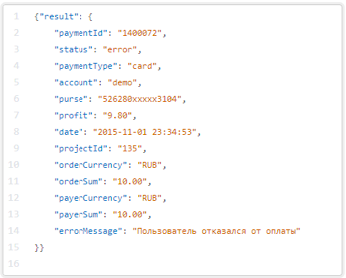 1 {"result": {
2 "paymentId": "1400072",
3 "status": "error",
4 "paymentType": "card",
5 "account": "demo",
6 "purse": "526280xxxxx3104",
7 "profit": "9.80",
8 "date": "2015-11-01 23:34:53",
9 "projectId": "135",
10 "orderCurrency": "RUB",
11 "orderSum": "10.00",
12 "payerCurrency": "RUB",
13 "payerSum": "10.00",
14 "errorMessage": "Пользователь отказался от оплаты"
15 }}
16